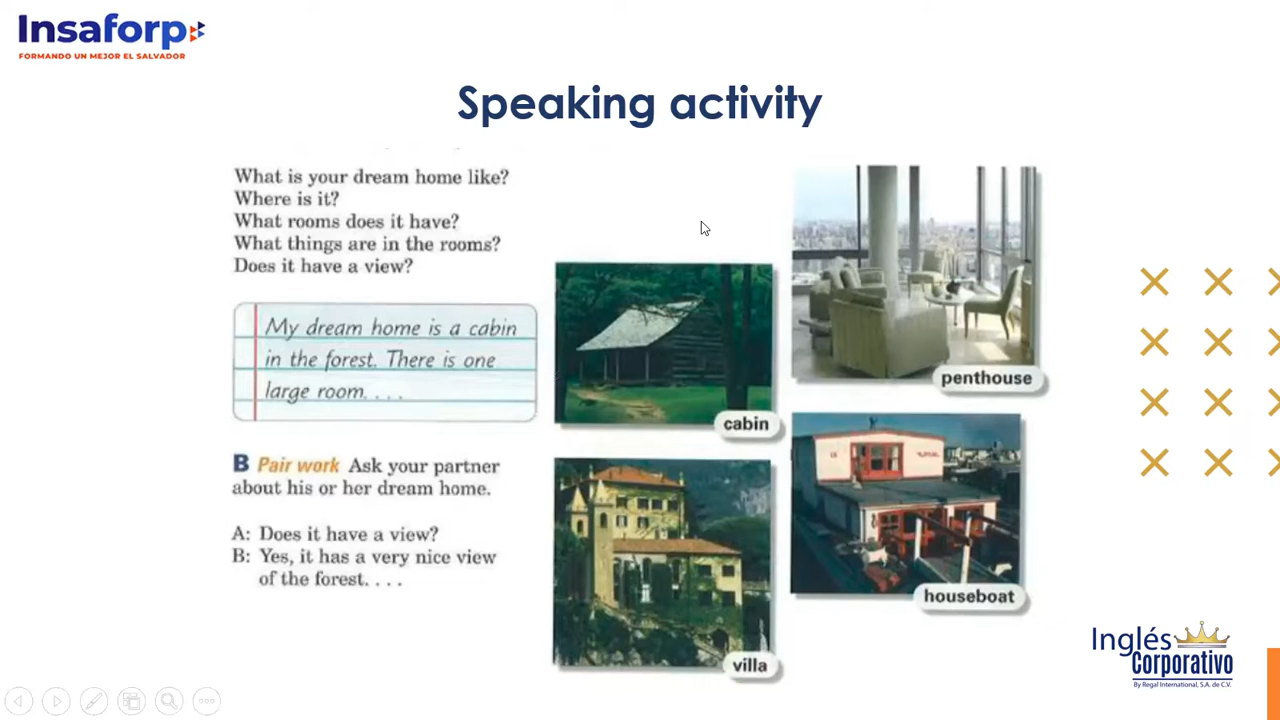 Insaforp
FORMANDO UN MEJOR EL SALVADOR
Speaking activity
What is your dream home like?
Where is it?
What rooms does it have?
What things are in the rooms?
Does it have a view?
My dream home is a cabin
in the forest. There is one
large room. . . .
B Pair work Ask your partner
about his or her dream home.
A: Does it have a view?
B: Yes, it has a very nice view
of the forest. . . .
cabin
penthouse
villa
houseboat
Inglés
Corporativo
By Regal International, S.A. de C.V.